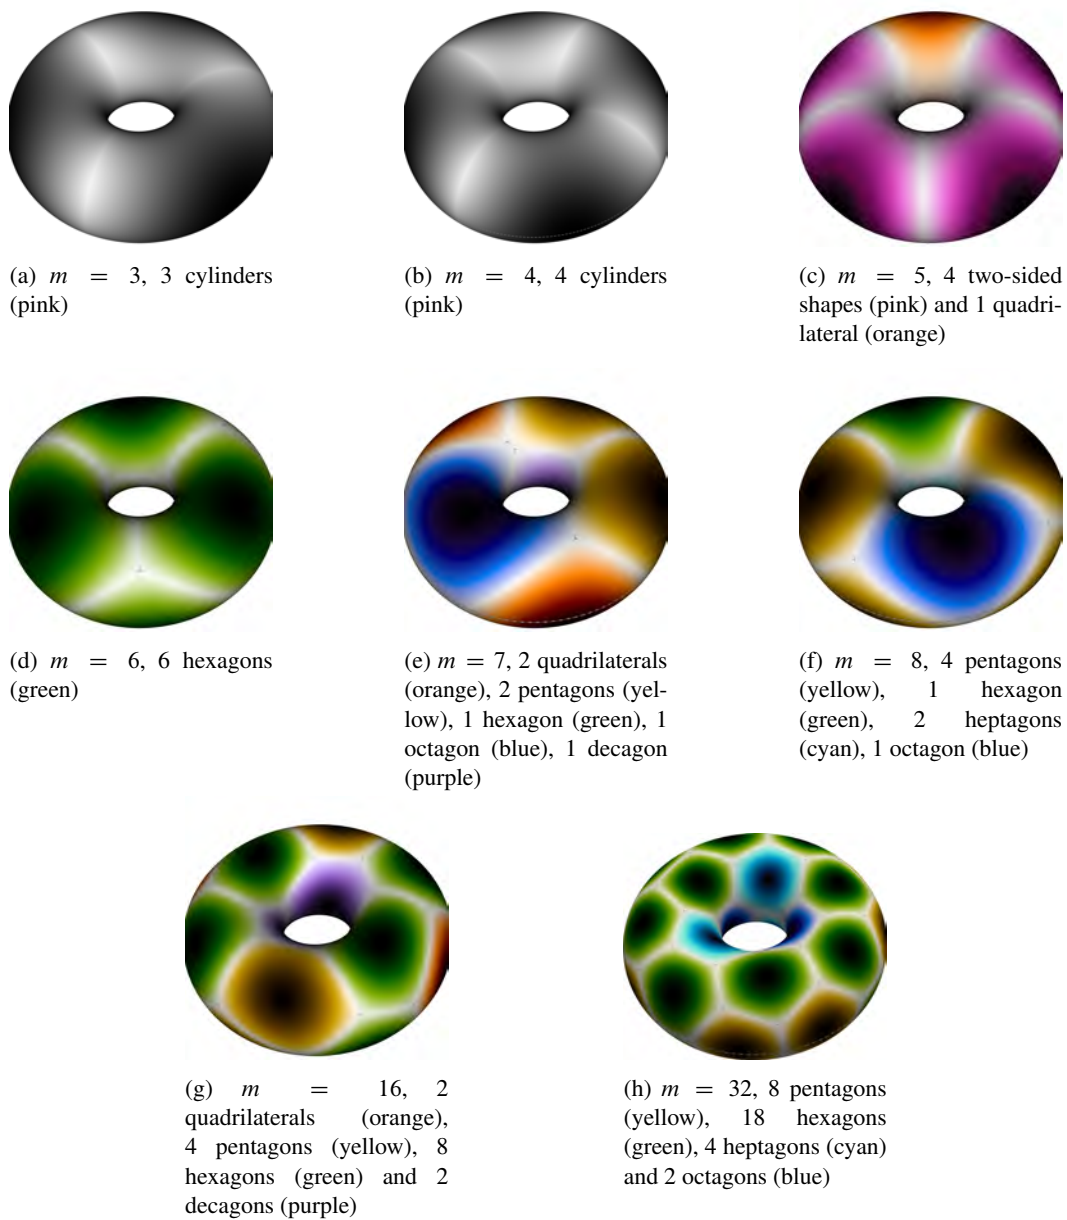 (a) m = 3, 3 cylinders
(pink)
(b) m = 4, 4 cylinders
(pink)
(c) m = 5, 4 two-sided
shapes (pink) and 1 quadri-
lateral (orange)
(d) m = 6, 6 hexagons
(green)
(e) m = 7, 2 quadrilaterals
(orange), 2 pentagons (yel-
low), 1 hexagon (green), 1
octagon (blue), 1 decagon
(purple)
(f) m = 8, 4 pentagons
(yellow), 1 hexagon
(green), 2 heptagons
(cyan), 1 octagon (blue)
(g) m = 16, 2
quadrilaterals (orange),
4 pentagons (yellow), 8
hexagons (green) and 2
decagons (purple)
(h) m = 32, 8 pentagons
(yellow), 18 hexagons
(green), 4 heptagons (cyan)
and 2 octagons (blue)